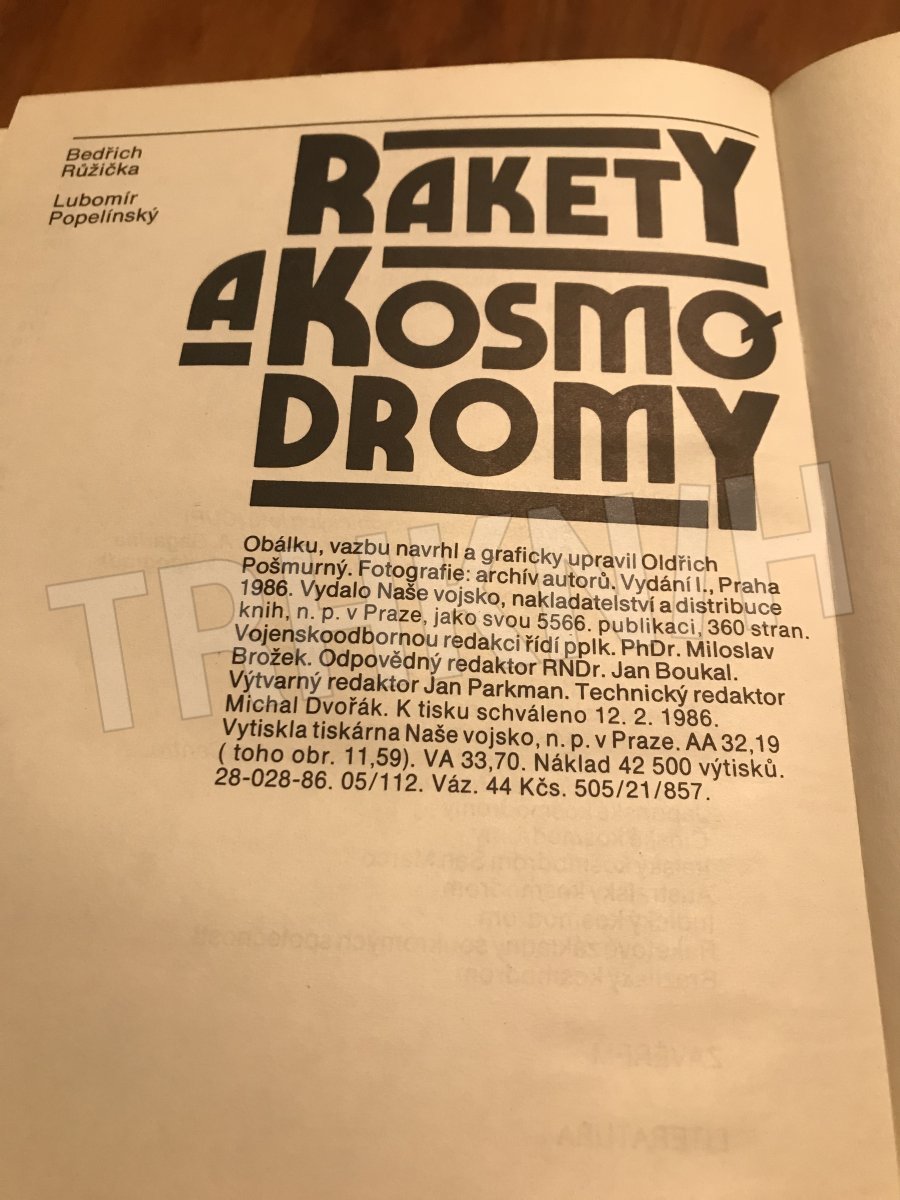 Bedřich
Růžička
Lubomír
Popelínský
RAKETY
A KOSMO
DROMY
Obálku, vazbu navrhl a graficky upravil Oldřich
Pošmurný. Fotografie: archív autorů. Vydání I., Praha
1986. Vydalo Naše vojsko, nakladatelství a distribuce
knih, n. p. v Praze, jako svou 5566. publikaci, 360 stran.
Vojenskoodbornou redakci řídí pplk. PhDr. Miloslav
Brožek. Odpovědný redaktor RNDr. Jan Boukal.
Výtvarný redaktor Jan Parkman. Technický redaktor
Michal Dvořák. K tisku schváleno 12. 2. 1986.
Vytiskla tiskárna Naše vojsko, n. p. v Praze. AA 32,19
( toho obr. 11,59). VA 33,70. Náklad 42 500 výtisků.
28-028-86. 05/112. Váz. 44 Kčs. 505/21/857.